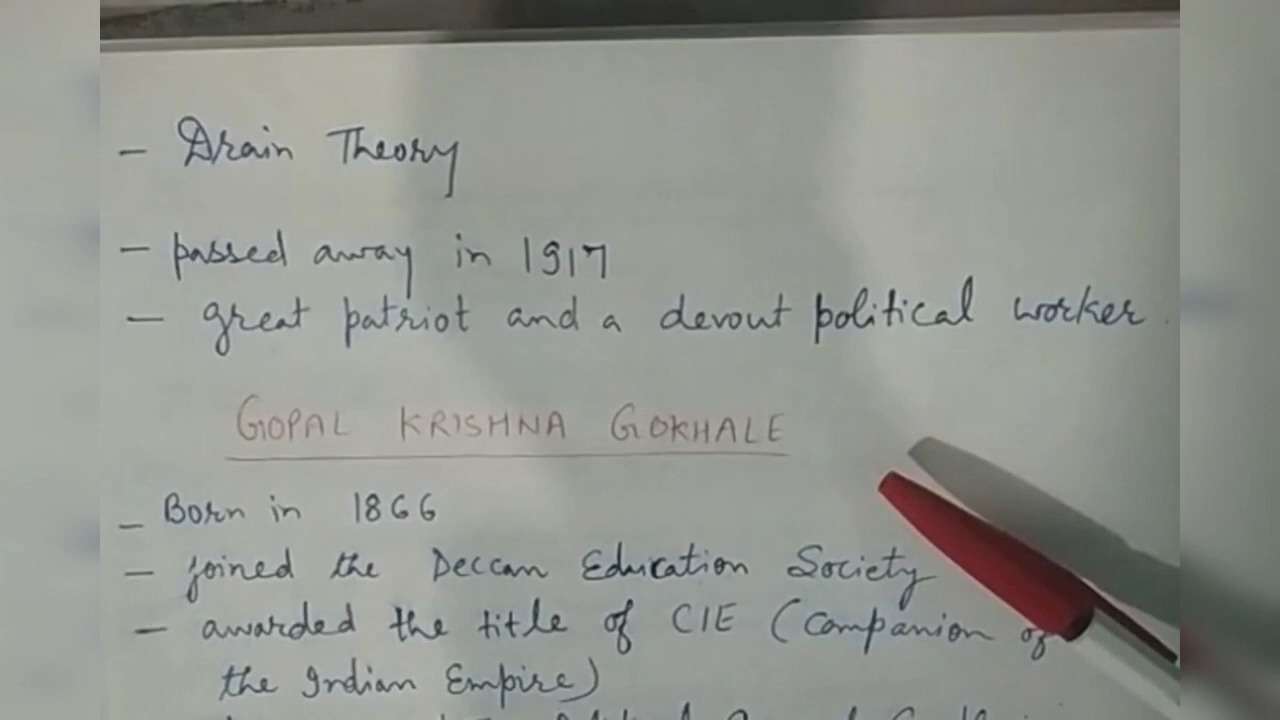 - Drain Theory
- passed away in 1917
- great patriot and a devout political worker.
GOPAL KRISHNA GOKHALE
- Born in 1866
- joined the Deccan Education Society
- awarded the title of CIE (Companion of
the Indian Empire)